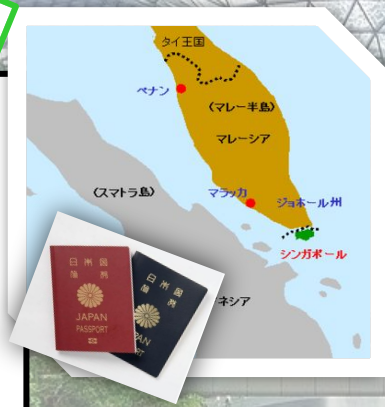 タイ王国
ペナン
(マレー半島)
マレーシア
(スマトラ島)
マラッカ
ジョホール州
シンガポール
ネシア
日本国
旅券
JAPAN
PASSPORT
日本国
旅券
JAPAN
PORT